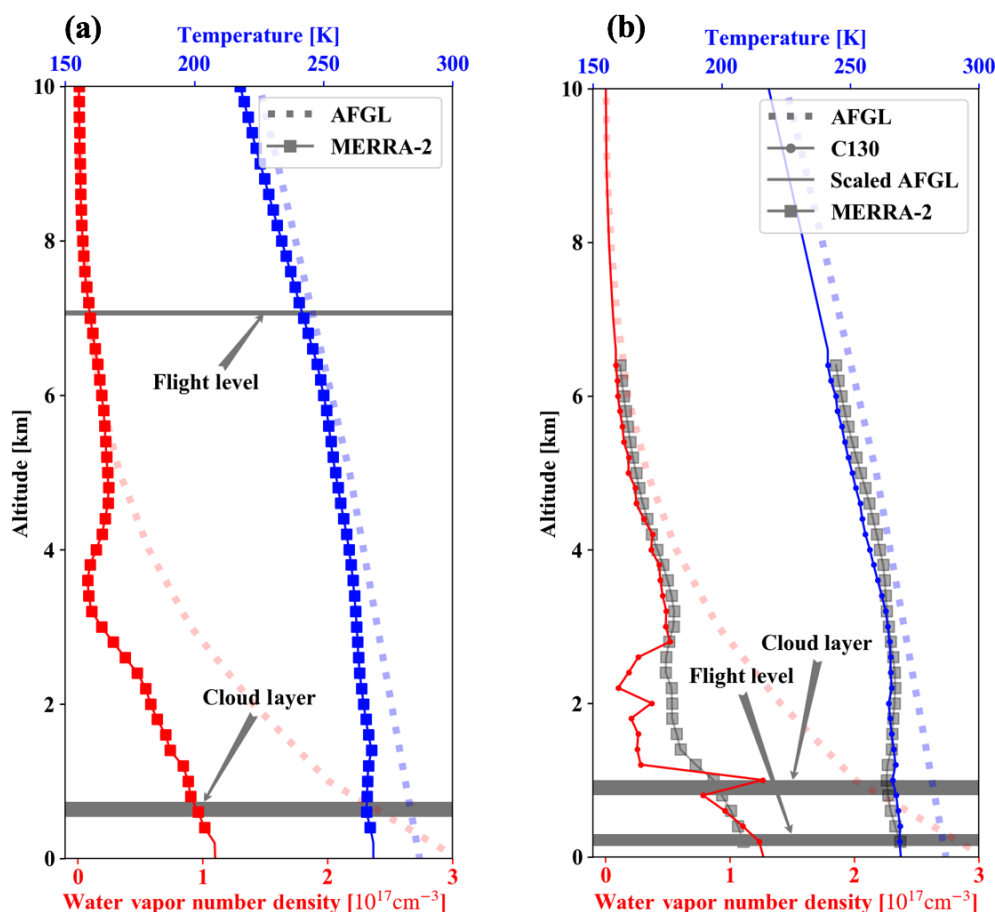 (a)
Temperature [K]
150 200 250 300
10
8
6
4
2
0
Altitude [km]
AFGL
MERRA-2
Flight level
Cloud layer
0 1 2 3
Water vapor number density [10¹⁷cm⁻³]
(b)
Temperature [K]
150 200 250 300
10
8
6
4
2
0
Altitude [km]
AFGL
C130
Scaled AFGL
MERRA-2
Cloud layer
Flight level
0 1 2 3
Water vapor number density [10¹⁷cm⁻³]